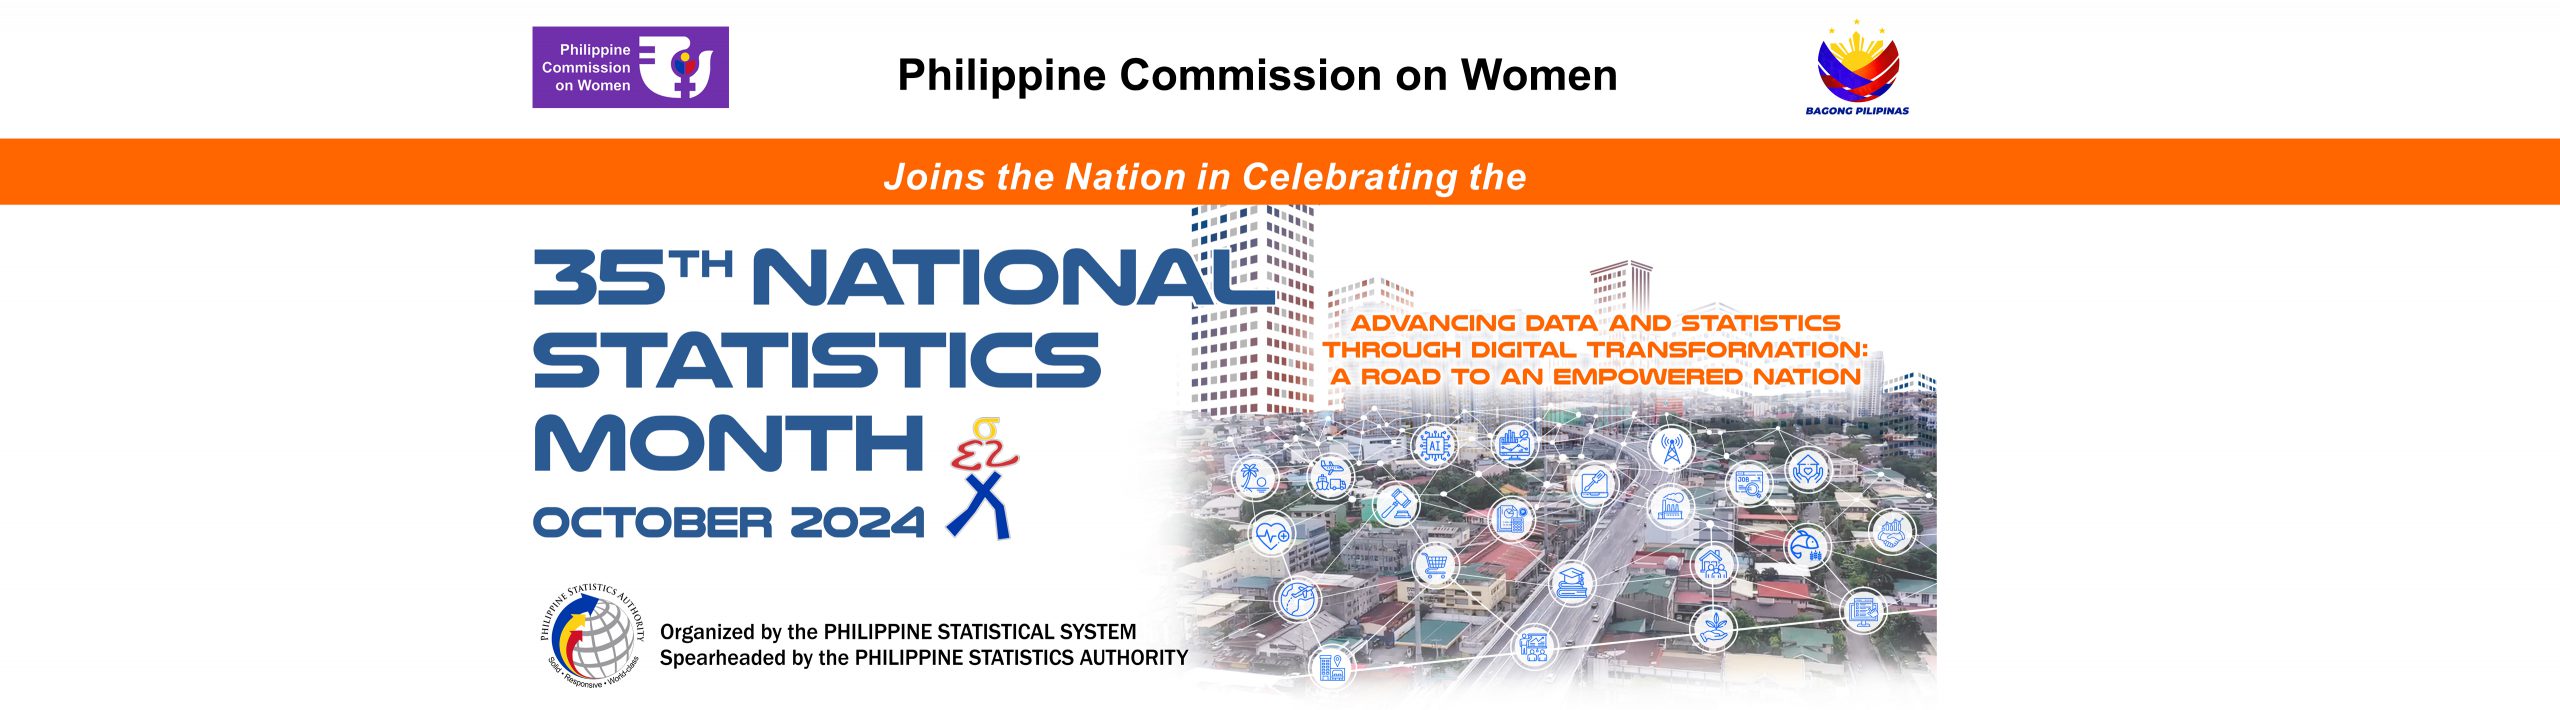 Philippine
Commission
on Women
Philippine Commission on Women
BAGONG PILIPINAS
Joins the Nation in Celebrating the
35TH NATIONAL
STATISTICS
MONTH
OCTOBER 2024
ADVANCING DATA AND STATISTICS
THROUGH DIGITAL TRANSFORMATION:
A ROAD TO AN EMPOWERED NATION
AI
JOB
PHILIPPINE STATISTICS AUTHORITY
Solid • Responsive • World-class
Organized by the PHILIPPINE STATISTICAL SYSTEM
Spearheaded by the PHILIPPINE STATISTICS AUTHORITY